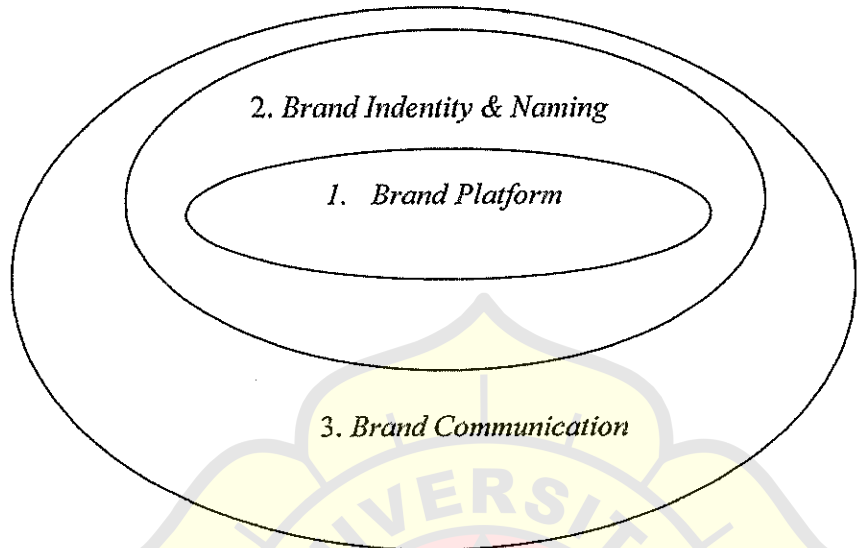 2. Brand Indentity & Naming
1. Brand Platform
3. Brand Communication